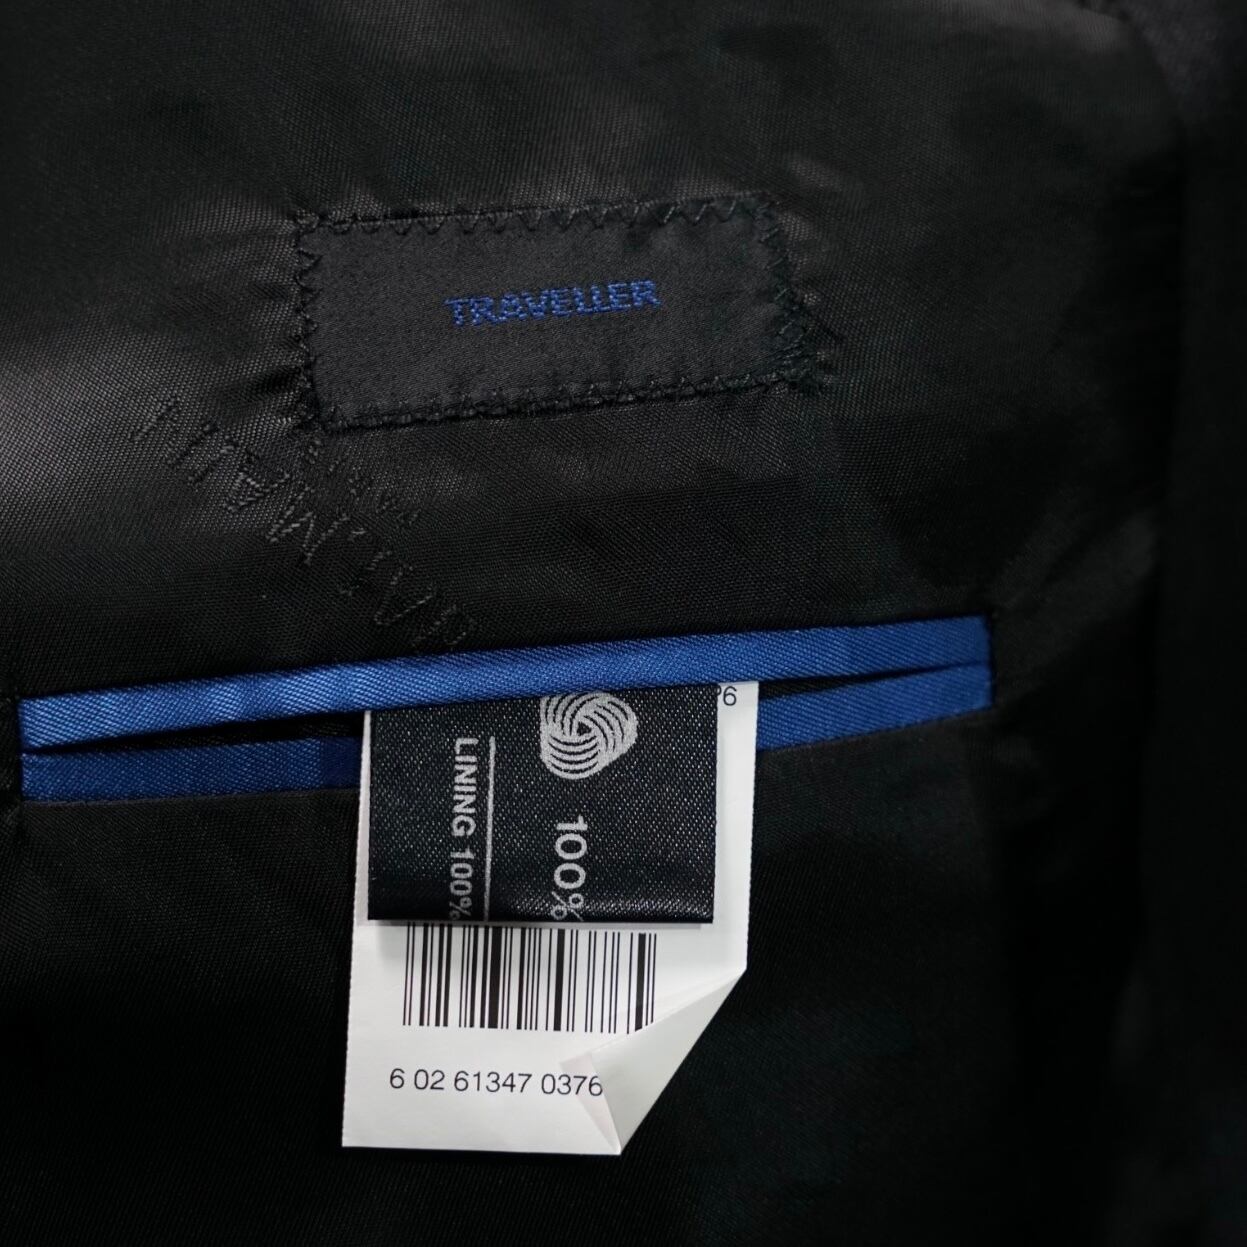 TRAVELLER
100%
LINING 100%
6 02 61347 0376